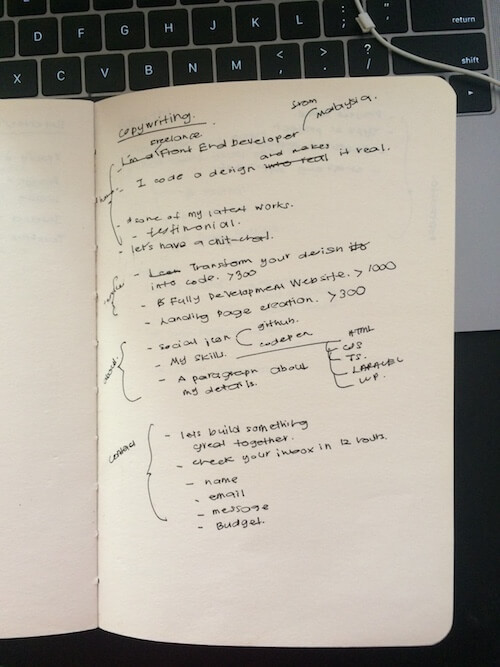 D F G H J K L : ; " ' return
X C V B N M < , > . ? / shift
copywriting.
freelance from Malaysia.
- I'm a Front End Developer
- I code a design into real and makes it real.
- some of my latest works.
- testimonial.
- let's have a chit-chat.
- Transform your design
into code. >300
- Fully Development Website. > 1000
- Landing Page creation. >300
- social icon github.
- My skills. codepen HTML
CSS
- A paragraph about JS.
my details. LARAVEL
WP.
contact
- lets build something
great together.
- check your inbox in 12 hours.
- name
- email
- message
- Budget.